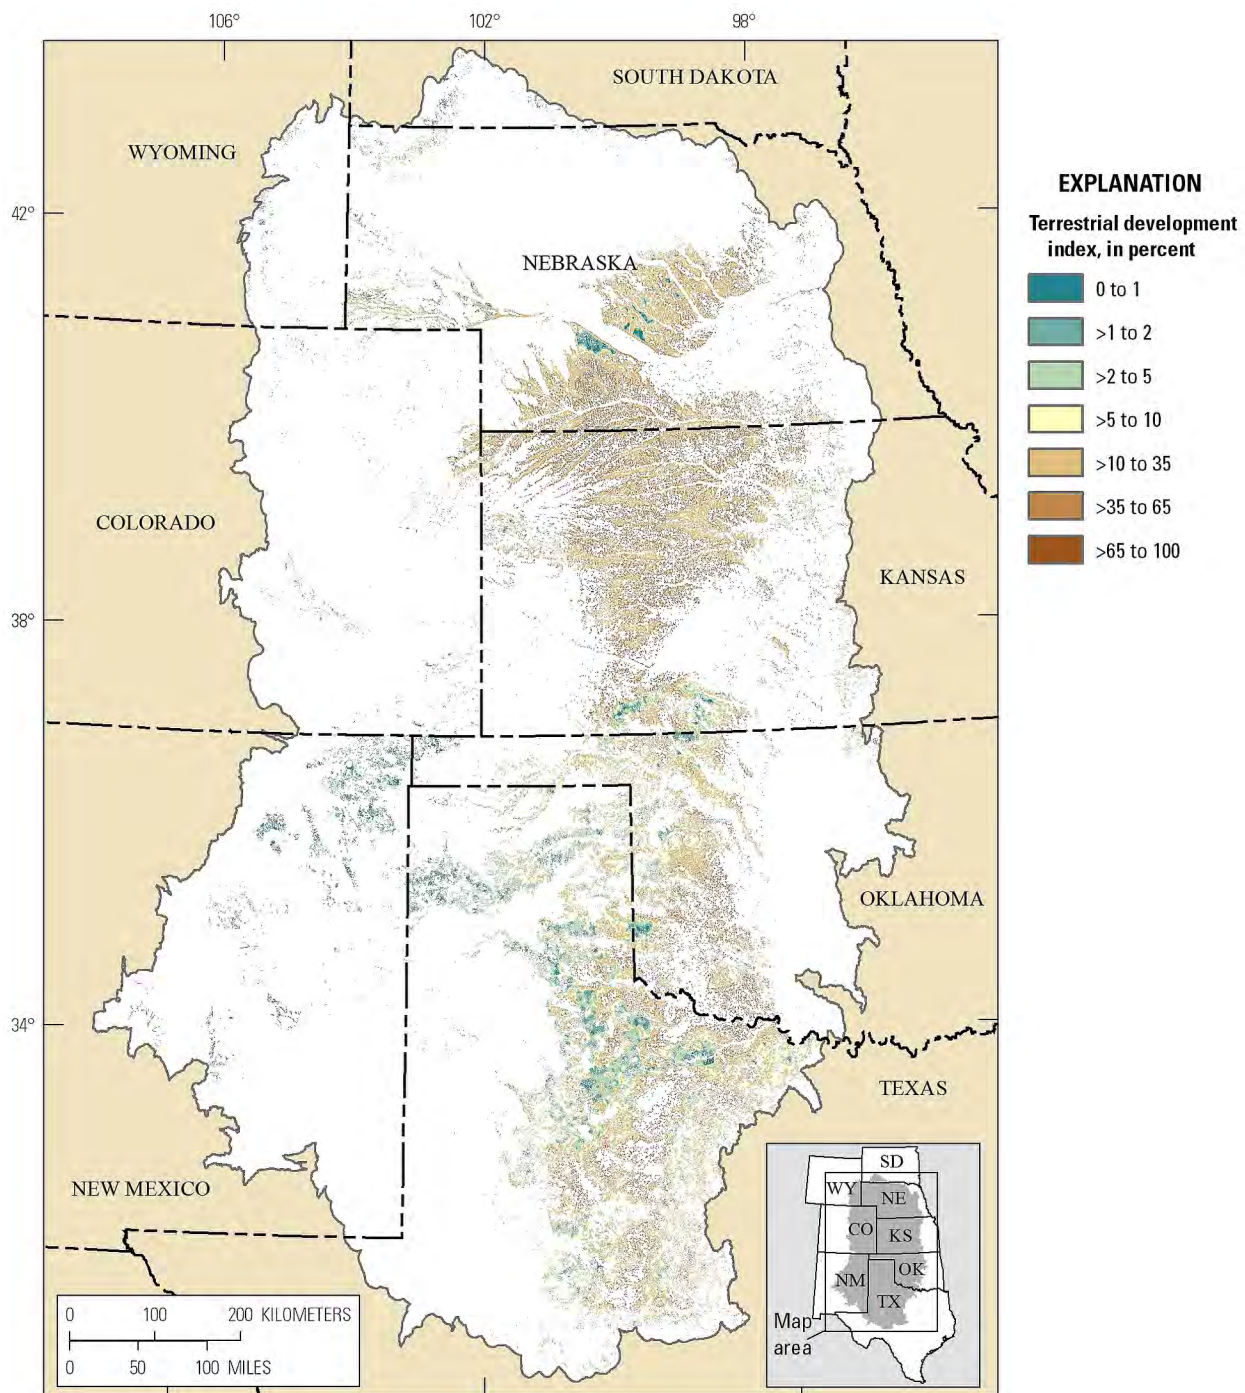 106° 102° 98°
SOUTH DAKOTA
WYOMING
42°
NEBRASKA
COLORADO
KANSAS
38°
OKLAHOMA
34°
TEXAS
NEW MEXICO
EXPLANATION
Terrestrial development
index, in percent
0 to 1
>1 to 2
>2 to 5
>5 to 10
>10 to 35
>35 to 65
>65 to 100
0 100 200 KILOMETERS
0 50 100 MILES
SD
WY
NE
CO
KS
OK
NM
TX
Map
area